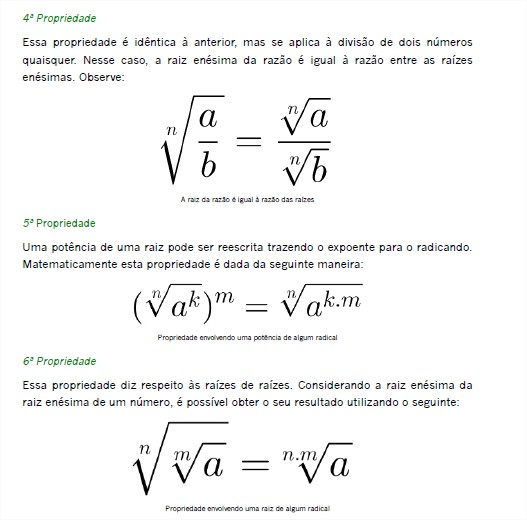 4ª Propriedade
Essa propriedade é idêntica à anterior, mas se aplica à divisão de dois números
quaisquer. Nesse caso, a raiz enésima da razão é igual à razão entre as raízes
enésimas. Observe:
\sqrt[n]{\frac{a}{b}} = \frac{\sqrt[n]{a}}{\sqrt[n]{b}}
A raiz da razão é igual à razão das raízes
5ª Propriedade
Uma potência de uma raiz pode ser reescrita trazendo o expoente para o radicando.
Matematicamente esta propriedade é dada da seguinte maneira:
(\sqrt[n]{a^k})^m = \sqrt[n]{a^{k.m}}
Propriedade envolvendo uma potência de algum radical
6ª Propriedade
Essa propriedade diz respeito às raízes de raízes. Considerando a raiz enésima da
raiz enésima de um número, é possível obter o seu resultado utilizando o seguinte:
\sqrt[n]{\sqrt[m]{a}} = \sqrt[n.m]{a}
Propriedade envolvendo uma raiz de algum radical